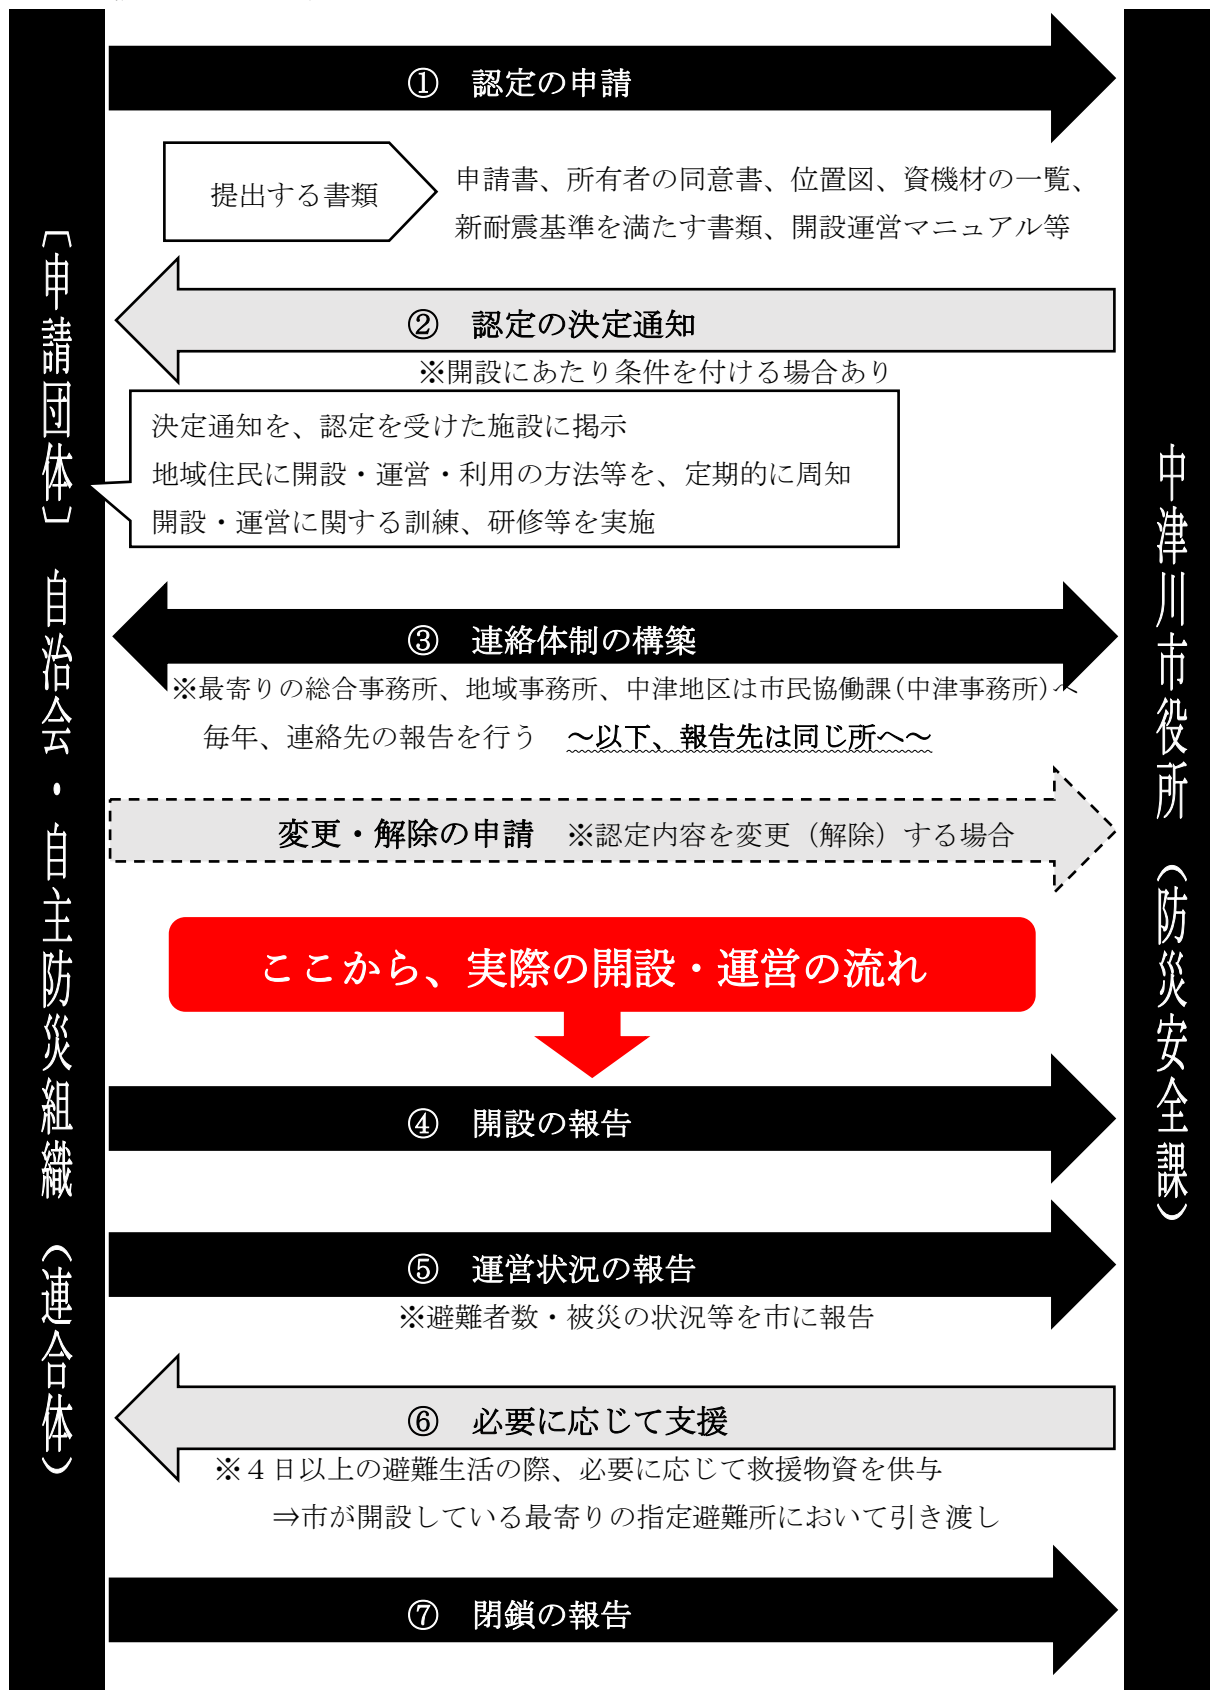 ① 認定の申請
提出する書類
申請書、所有者の同意書、位置図、資機材の一覧、
新耐震基準を満たす書類、開設運営マニュアル等
② 認定の決定通知
※開設にあたり条件を付ける場合あり
決定通知を、認定を受けた施設に掲示
地域住民に開設・運営・利用の方法等を、定期的に周知
開設・運営に関する訓練、研修等を実施
③ 連絡体制の構築
※最寄りの総合事務所、地域事務所、中津地区は市民協働課(中津事務所)へ
毎年、連絡先の報告を行う ～以下、報告先は同じ所へ～
変更・解除の申請 ※認定内容を変更（解除）する場合
ここから、実際の開設・運営の流れ
④ 開設の報告
⑤ 運営状況の報告
※避難者数・被災の状況等を市に報告
⑥ 必要に応じて支援
※４日以上の避難生活の際、必要に応じて救援物資を供与
⇒市が開設している最寄りの指定避難所において引き渡し
⑦ 閉鎖の報告
〔申請団体〕 自治会・自主防災組織 （連合体）
中津川市役所 （防災安全課）